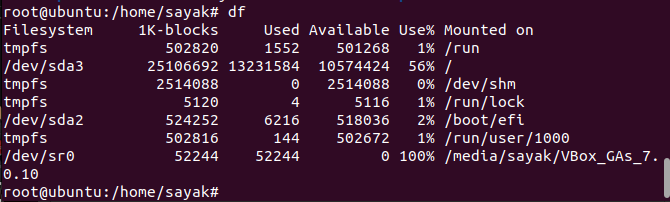 root@ubuntu:/home/sayak# df
Filesystem     1K-blocks     Used Available Use% Mounted on
tmpfs             502820     1552    501268   1% /run
/dev/sda3       25106692 13231584  10574424  56% /
tmpfs            2514088        0   2514088   0% /dev/shm
tmpfs               5120        4      5116   1% /run/lock
/dev/sda2         524252     6216    518036   2% /boot/efi
tmpfs             502816      144    502672   1% /run/user/1000
/dev/sr0           52244    52244         0 100% /media/sayak/VBox_GAs_7.
0.10
root@ubuntu:/home/sayak#